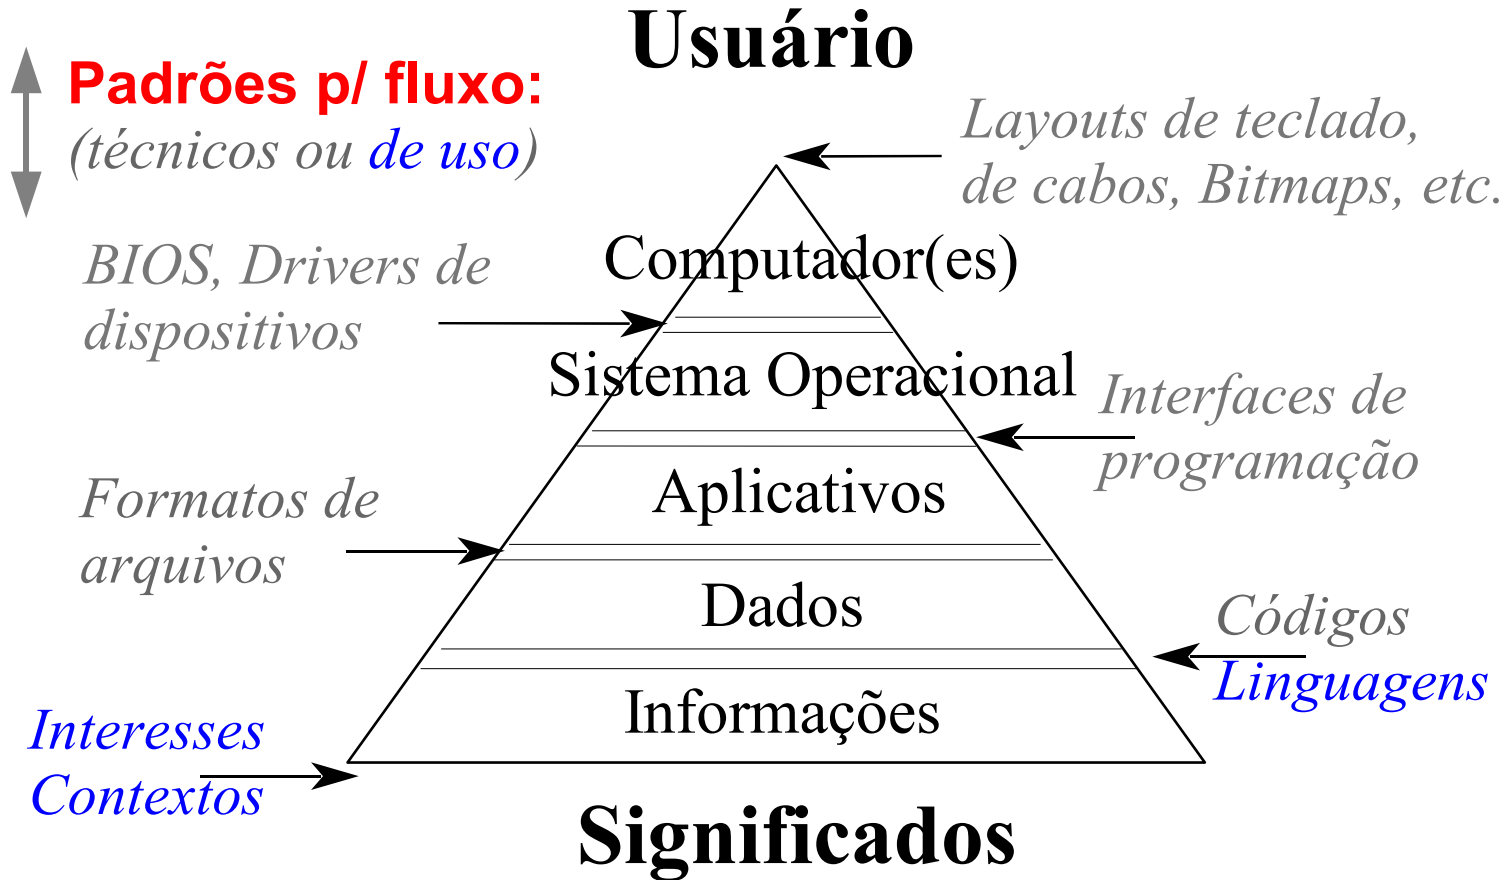 Usuário
Padrões p/ fluxo:
(técnicos ou de uso)
Layouts de teclado,
de cabos, Bitmaps, etc.
BIOS, Drivers de
dispositivos
Computador(es)
Sistema Operacional
Interfaces de
programação
Aplicativos
Formatos de
arquivos
Dados
Códigos
Linguagens
Informações
Interesses
Contextos
Significados